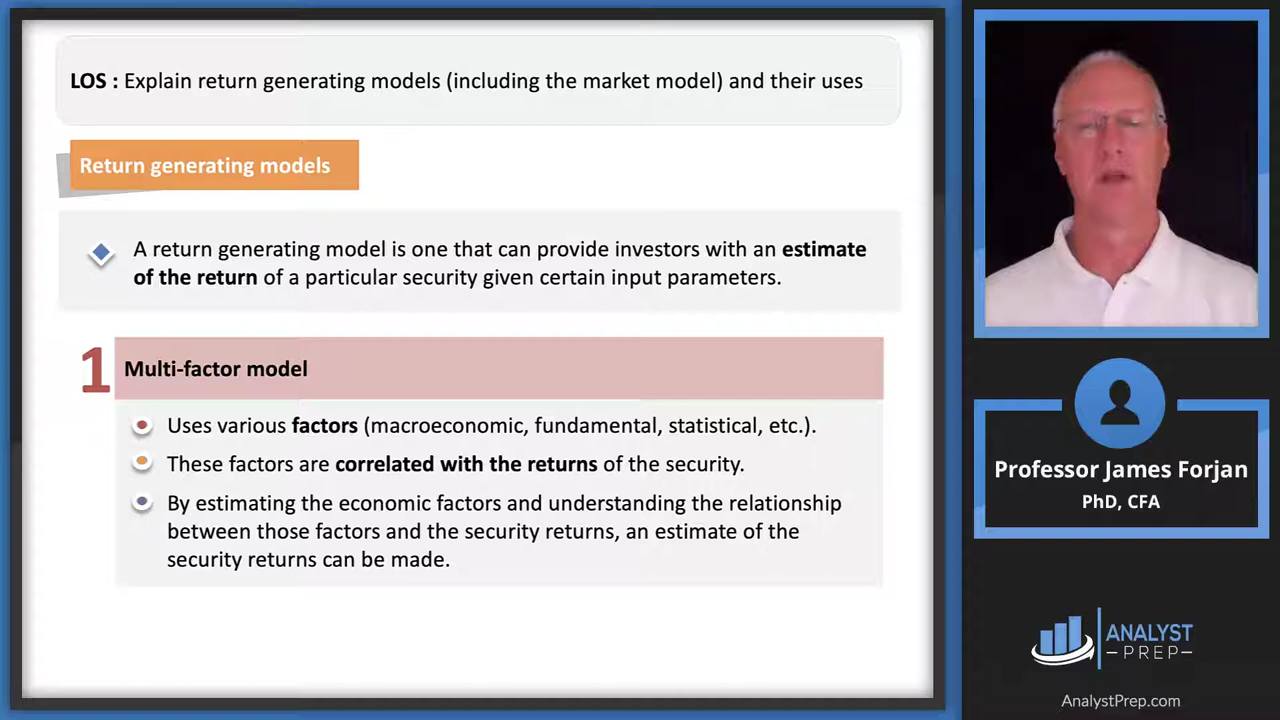 LOS : Explain return generating models (including the market model) and their uses
Return generating models
A return generating model is one that can provide investors with an estimate
of the return of a particular security given certain input parameters.
1
Multi-factor model
Uses various factors (macroeconomic, fundamental, statistical, etc.).
These factors are correlated with the returns of the security.
By estimating the economic factors and understanding the relationship
between those factors and the security returns, an estimate of the
security returns can be made.
Professor James Forjan
PhD, CFA
ANALYST
PREP
AnalystPrep.com